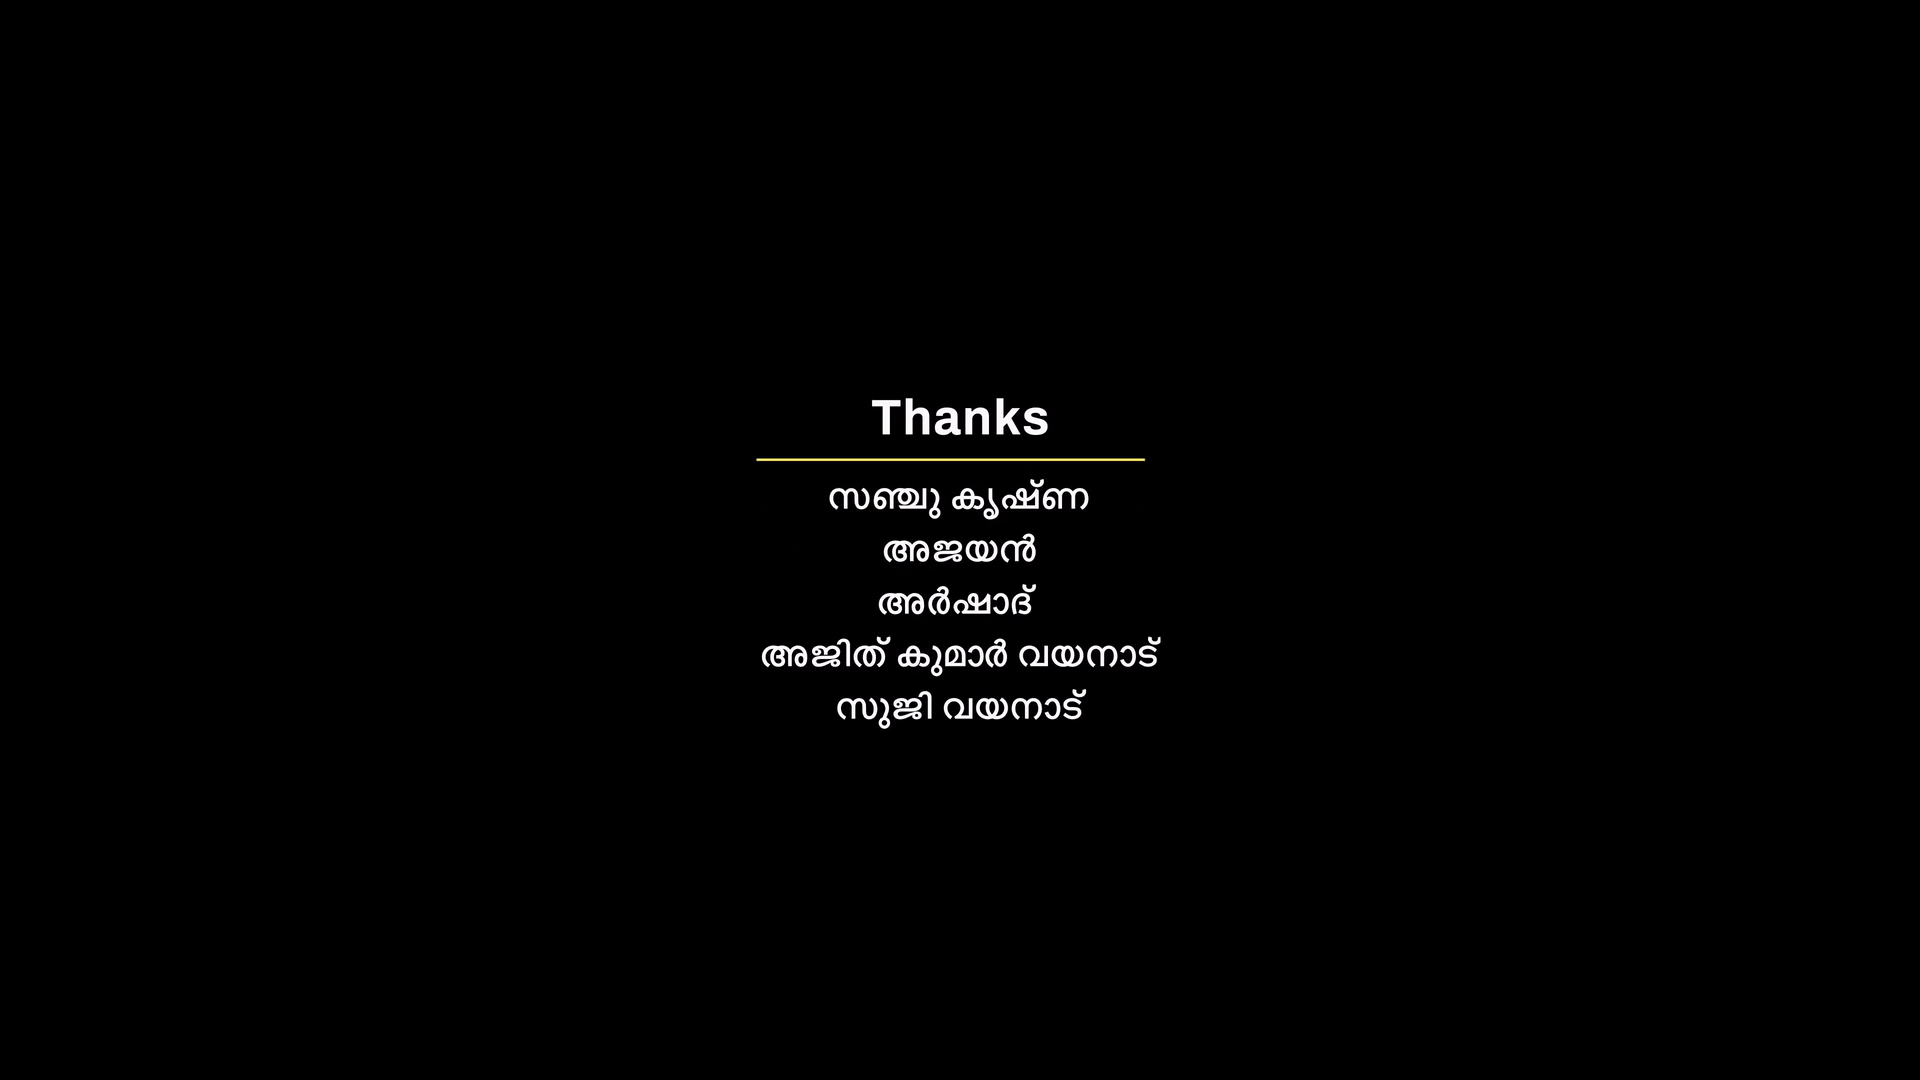 Thanks
സഞ്ചു കൃഷ്ണ
അജയൻ
അർഷാദ്
അജിത് കുമാർ വയനാട്
സുജി വയനാട്